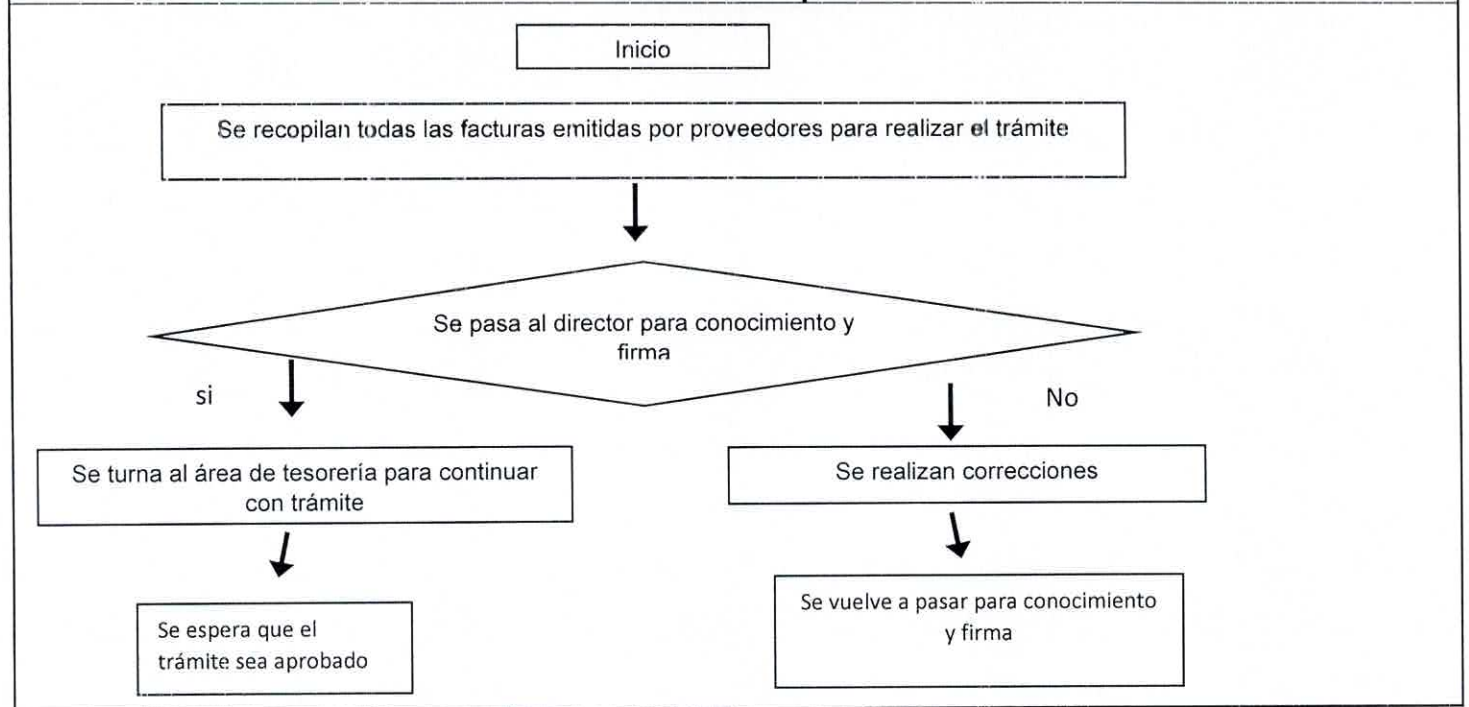 Inicio
Se recopilan todas las facturas emitidas por proveedores para realizar el trámite
Se pasa al director para conocimiento y
firma
si
No
Se turna al área de tesorería para continuar
con trámite
Se realizan correcciones
Se espera que el
trámite sea aprobado
Se vuelve a pasar para conocimiento
y firma